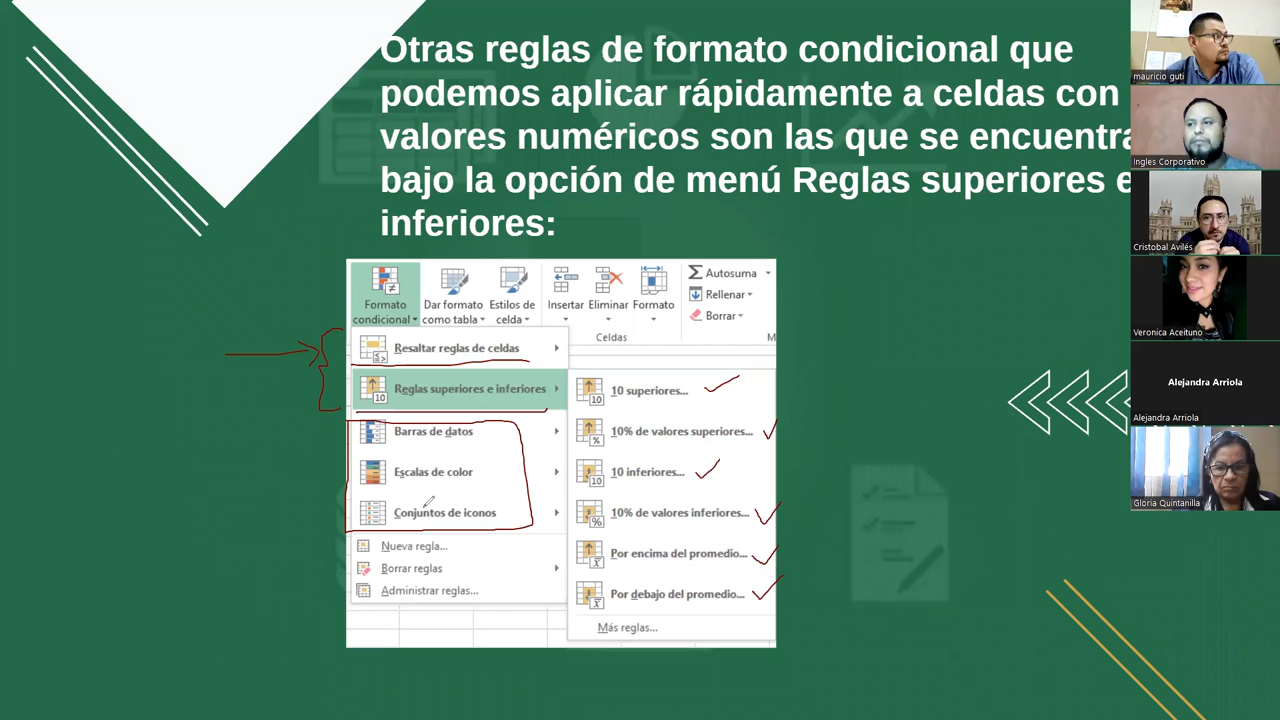 Otras reglas de formato condicional que
podemos aplicar rápidamente a celdas con
valores numéricos son las que se encuentra
bajo la opción de menú Reglas superiores e
inferiores:
Formato
condicional
Dar formato
como tabla
Estilos de
celda
Insertar
Eliminar
Formato
Autosuma
Rellenar
Borrar
Celdas
M
Resaltar reglas de celdas
Reglas superiores e inferiores
Barras de datos
Escalas de color
Conjuntos de iconos
Nueva regla...
Borrar reglas
Administrar reglas...
10 superiores...
10% de valores superiores...
10 inferiores...
10% de valores inferiores...
Por encima del promedio...
Por debajo del promedio...
Más reglas...
mauricio guti
Ingles Corporativo
Cristobal Avilés
Veronica Aceituno
Alejandra Arriola
Alejandra Arriola
Gloria Quintanilla